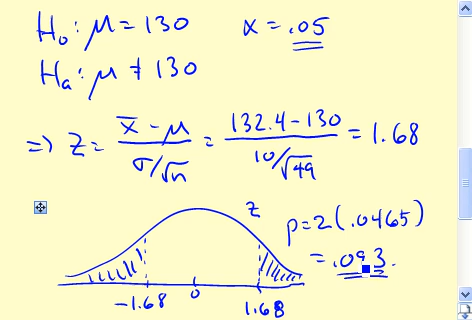 H₀: μ = 130    α = .05
Hₐ: μ ≠ 130
⇒ Z = (x̄ - μ)/(σ/√n) = (132.4 - 130)/(10/√49) = 1.68
z
p = 2(.0465)
= .093.
-1.68    0    1.68